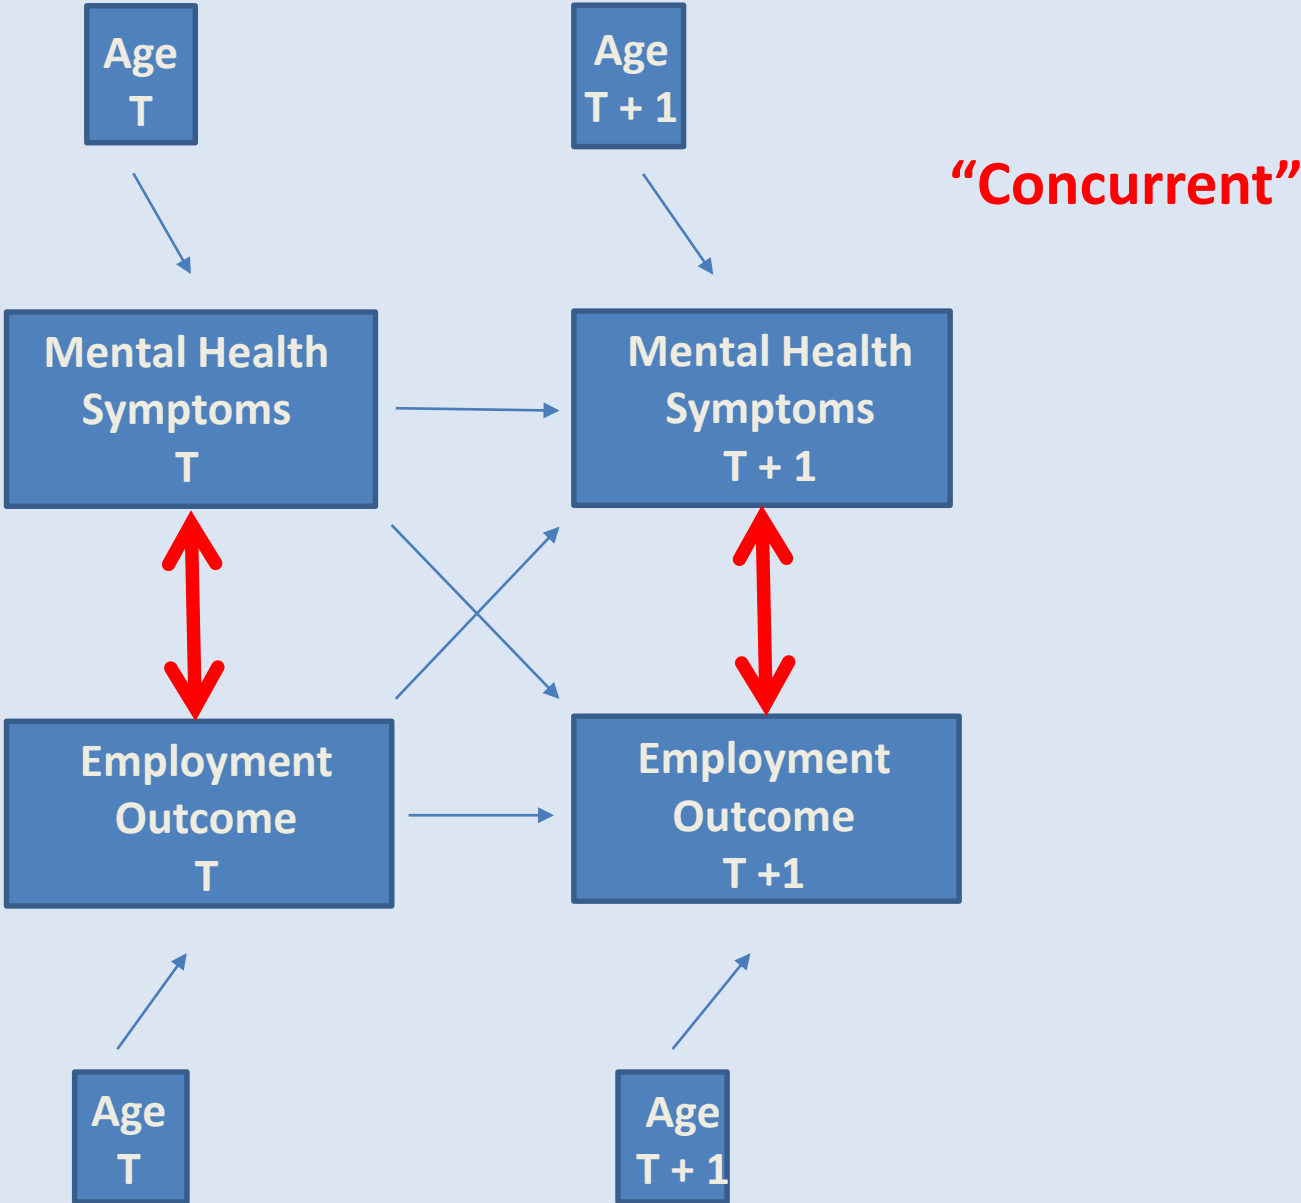 Age
T
Age
T + 1
“Concurrent”
Mental Health
Symptoms
T
Mental Health
Symptoms
T + 1
Employment
Outcome
T
Employment
Outcome
T +1
Age
T
Age
T + 1